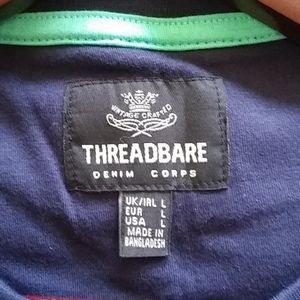 VINTAGE CRAFTED
THREADBARE
DENIM CORPS
UK/IRL L
EUR L
USA L
MADE IN
BANGLADESH